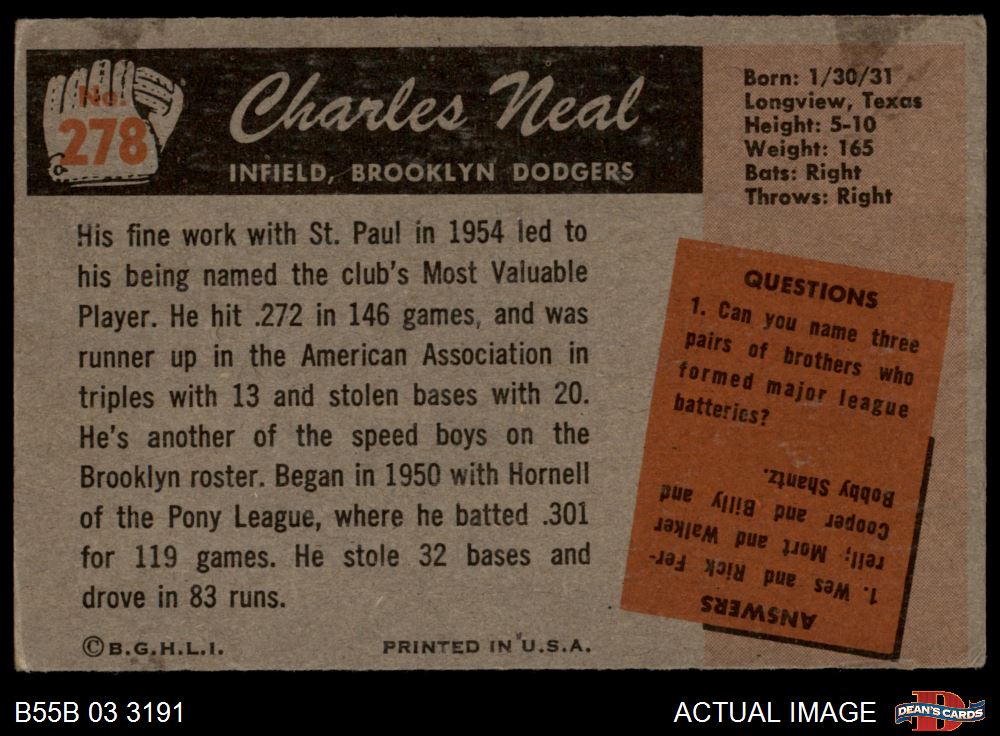 No.
278
Charles Neal
INFIELD, BROOKLYN DODGERS
Born: 1/30/31
Longview, Texas
Height: 5-10
Weight: 165
Bats: Right
Throws: Right
His fine work with St. Paul in 1954 led to
his being named the club's Most Valuable
Player. He hit .272 in 146 games, and was
runner up in the American Association in
triples with 13 and stolen bases with 20.
He's another of the speed boys on the
Brooklyn roster. Began in 1950 with Hornell
of the Pony League, where he batted .301
for 119 games. He stole 32 bases and
drove in 83 runs.
QUESTIONS
1. Can you name three
pairs of brothers who
formed major league
batteries?
ANSWERS
1. Wes and Rick Fer-
rell; Mort and Walker
Cooper and Billy and
Bobby Shantz.
©B.G.H.L.I.
PRINTED IN U.S.A.
B55B 03 3191
ACTUAL IMAGE
D
DEAN'S CARDS